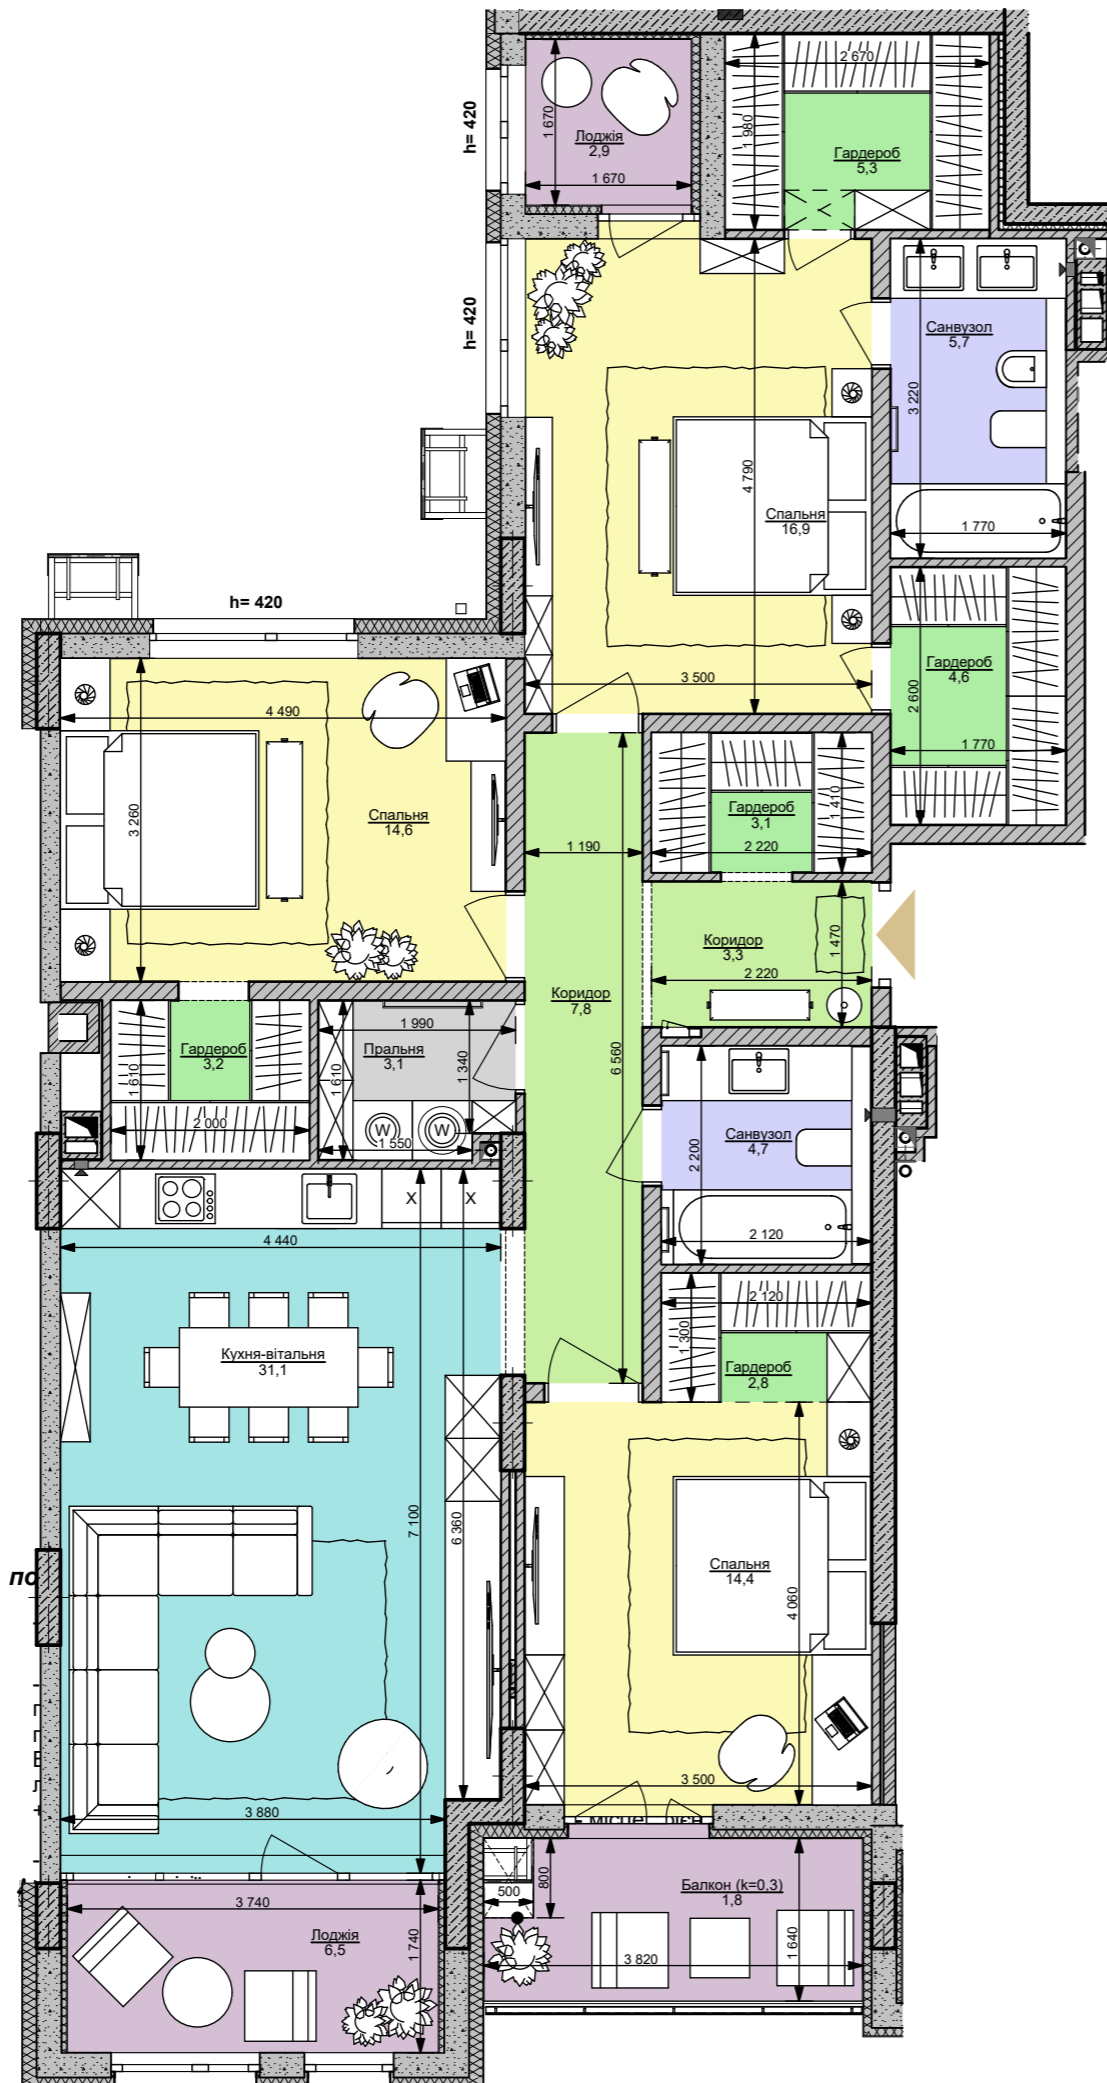 2 670
h= 420
1 670
1 980
Лоджія
2,9
Гардероб
5,3
1 670
h= 420
Санвузол
5,7
3 220
4 790
Спальня
16,9
1 770
h= 420
3 500
Гардероб
4,6
2 600
4 490
1 770
Спальня
14,6
3 260
Гардероб
3,1
1 410
1 190
2 220
Коридор
3,3
1 470
2 220
Коридор
7,8
1 990
Гардероб
3,2
1 610
Пральня
3,1
1 610
1 340
6 560
2 000
W
W
1 550
Санвузол
4,7
2 200
X
X
2 120
4 440
2 120
1 300
Кухня-вітальня
31,1
Гардероб
2,8
7 100
6 360
Спальня
14,4
4 060
3 500
3 880
800
500
Балкон (k=0,3)
1,8
3 740
Лоджія
6,5
1 740
3 820
1 640